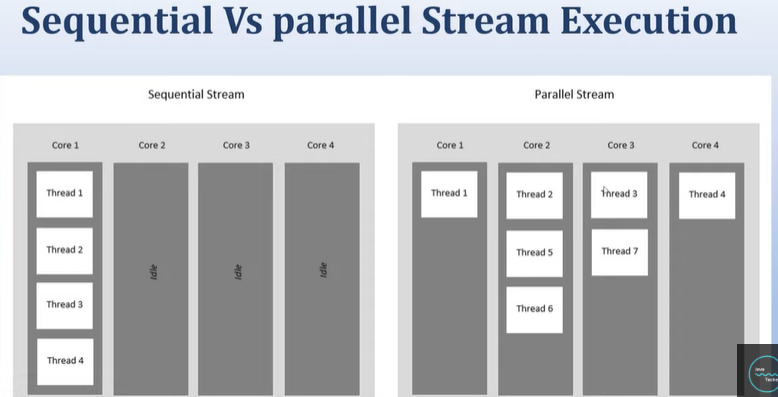 Sequential Vs parallel Stream Execution
Sequential Stream
Core 1
Core 2
Core 3
Core 4
Thread 1
Thread 2
Thread 3
Thread 4
Idle
Idle
Idle
Parallel Stream
Core 1
Core 2
Core 3
Core 4
Thread 1
Thread 2
Thread 5
Thread 6
Thread 3
Thread 7
Thread 4